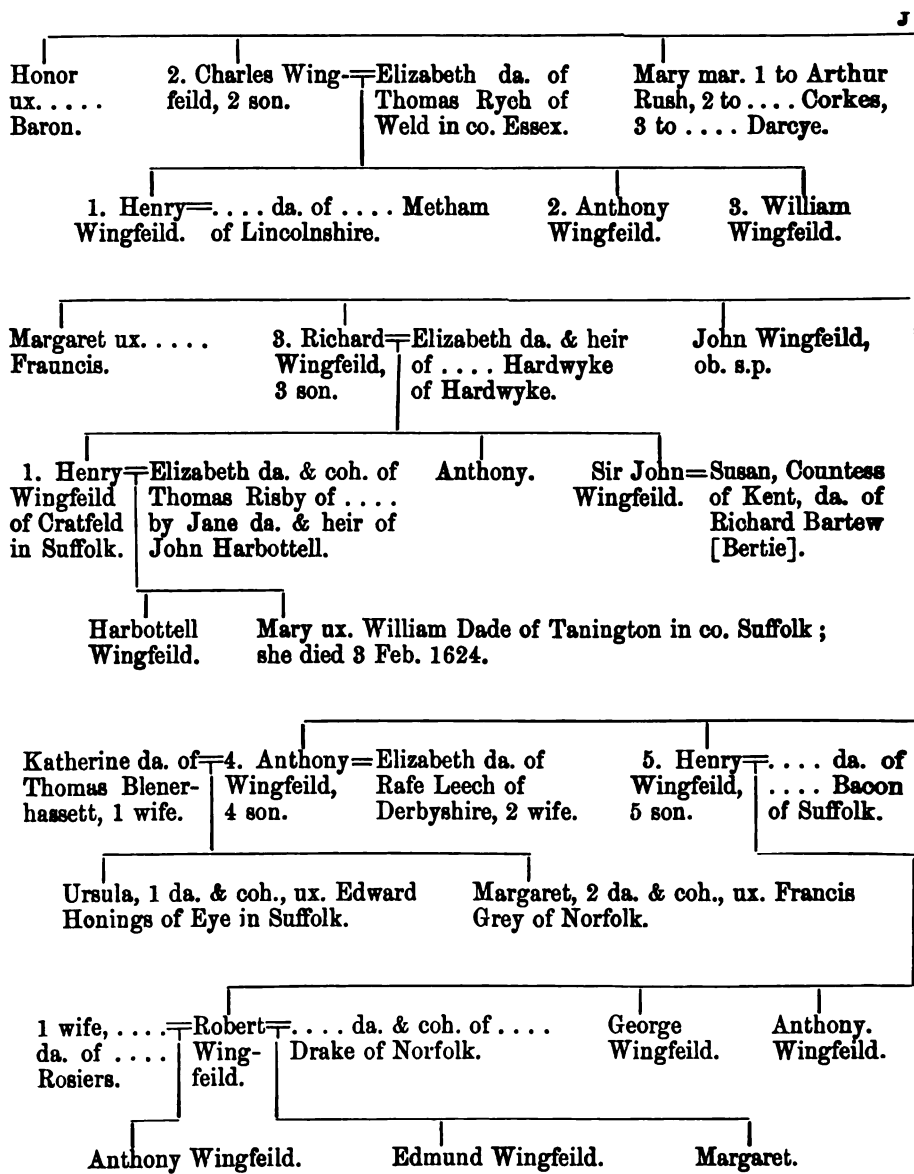 J
Honor
ux. . . . .
Baron.
2. Charles Wing-
feild, 2 son.
Elizabeth da. of
Thomas Rych of
Weld in co. Essex.
Mary mar. 1 to Arthur
Rush, 2 to . . . . Corkes,
3 to . . . . Darcye.
1. Henry
Wingfeild.
. . . . da. of . . . . Metham
of Lincolnshire.
2. Anthony
Wingfeild.
3. William
Wingfeild.
Margaret ux. . . . .
Frauncis.
3. Richard
Wingfeild,
3 son.
Elizabeth da. & heir
of . . . . Hardwyke
of Hardwyke.
John Wingfeild,
ob. s.p.
1. Henry
Wingfeild
of Cratfeld
in Suffolk.
Elizabeth da. & coh. of
Thomas Risby of . . . .
by Jane da. & heir of
John Harbottell.
Anthony.
Sir John
Wingfeild.
Susan, Countess
of Kent, da. of
Richard Bartew
[Bertie].
Harbottell
Wingfeild.
Mary ux. William Dade of Tanington in co. Suffolk ;
she died 3 Feb. 1624.
Katherine da. of
Thomas Blener-
hassett, 1 wife.
4. Anthony
Wingfeild,
4 son.
Elizabeth da. of
Rafe Leech of
Derbyshire, 2 wife.
5. Henry
Wingfeild,
5 son.
. . . . da. of
. . . . Bacon
of Suffolk.
Ursula, 1 da. & coh., ux. Edward
Honings of Eye in Suffolk.
Margaret, 2 da. & coh., ux. Francis
Grey of Norfolk.
1 wife, . . . .
da. of . . . .
Rosiers.
Robert
Wing-
feild.
. . . . da. & coh. of . . . .
Drake of Norfolk.
George
Wingfeild.
Anthony.
Wingfeild.
Anthony Wingfeild.
Edmund Wingfeild.
Margaret.